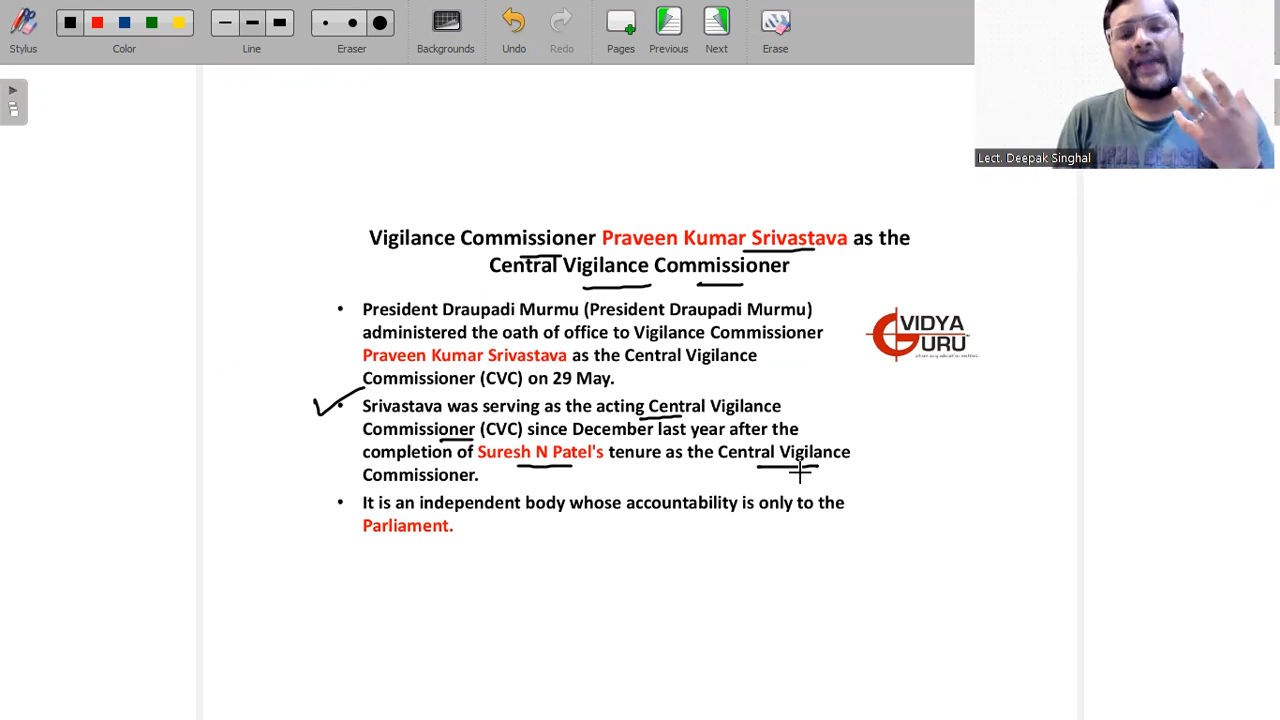 Stylus
Color
Line
Eraser
Backgrounds
Undo
Redo
Pages
Previous
Next
Erase
Lect. Deepak Singhal
Vigilance Commissioner Praveen Kumar Srivastava as the
Central Vigilance Commissioner
• President Draupadi Murmu (President Draupadi Murmu)
administered the oath of office to Vigilance Commissioner
Praveen Kumar Srivastava as the Central Vigilance
Commissioner (CVC) on 29 May.
• Srivastava was serving as the acting Central Vigilance
Commissioner (CVC) since December last year after the
completion of Suresh N Patel's tenure as the Central Vigilance
Commissioner.
• It is an independent body whose accountability is only to the
Parliament.
VIDYA
GURU